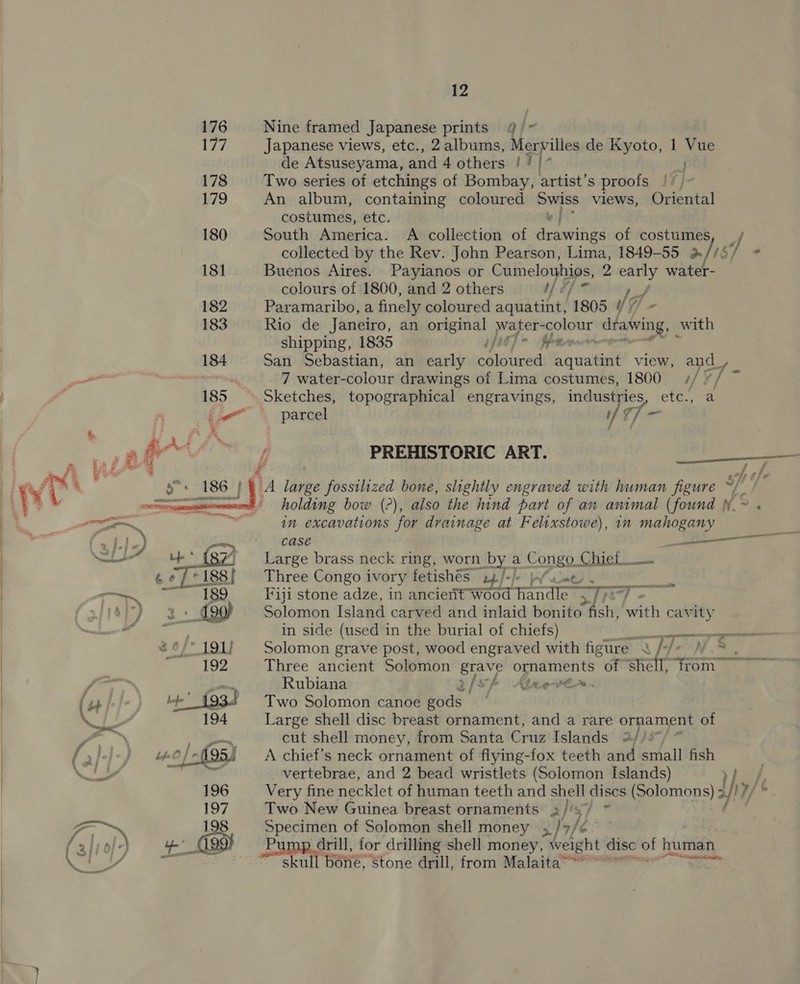 12
176 Nine framed Japanese prints 9/-
177 Japanese views, etc., 2 albums, Mervilles de Kyoto, 1 Vue
de Atsuseyama, and 4 others
178 Two series of etchings of Bombay, artist's proofs
179 An album, containing coloured Swiss views, Oriental
costumes, etc.
180 South America. A collection of drawings of costumes,
collected by the Rev. John Pearson, Lima, 1849–55 2/15/-
181 Buenos Aires. Payianos or Cumelouhios, 2 early water-
colours of 1800, and 2 others
182 Paramaribo, a finely coloured aquatint, 1805
183 Rio de Janeiro, an original water-colour drawing, with
shipping, 1835
184 San Sebastian, an early coloured aquatint view, and
7 water-colour drawings of Lima costumes, 1800
185 Sketches, topographical engravings, industries, etc., a
parcel
PREHISTORIC ART.
186 A large fossilized bone, slightly engraved with human figure
holding bow (?), also the hind part of an animal (found
in excavations for drainage at Felixstowe), in mahogany
case
187 Large brass neck ring, worn by a Congo Chief
188 Three Congo ivory fetishes
189 Fiji stone adze, in ancient wood handle
190 Solomon Island carved and inlaid bonito fish, with cavity
in side (used in the burial of chiefs)
191 Solomon grave post, wood engraved with figure
192 Three ancient Solomon grave ornaments of shell, from
Rubiana
193 Two Solomon canoe gods
194 Large shell disc breast ornament, and a rare ornament of
cut shell money, from Santa Cruz Islands
195 A chief's neck ornament of flying-fox teeth and small fish
vertebrae, and 2 bead wristlets (Solomon Islands)
196 Very fine necklet of human teeth and shell discs (Solomons)
197 Two New Guinea breast ornaments
198 Specimen of Solomon shell money
199 Pump drill, for drilling shell money, weight disc of human
skull bone, stone drill, from Malaita